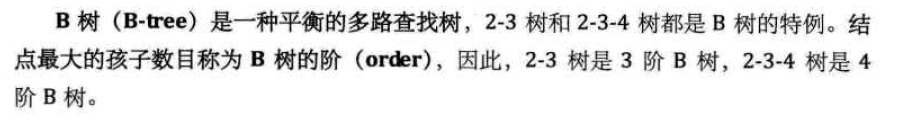 B 树（B-tree）是一种平衡的多路查找树，2-3 树和 2-3-4 树都是 B 树的特例。结
点最大的孩子数目称为 B 树的阶（order），因此，2-3 树是 3 阶 B 树，2-3-4 树是 4
阶 B 树。